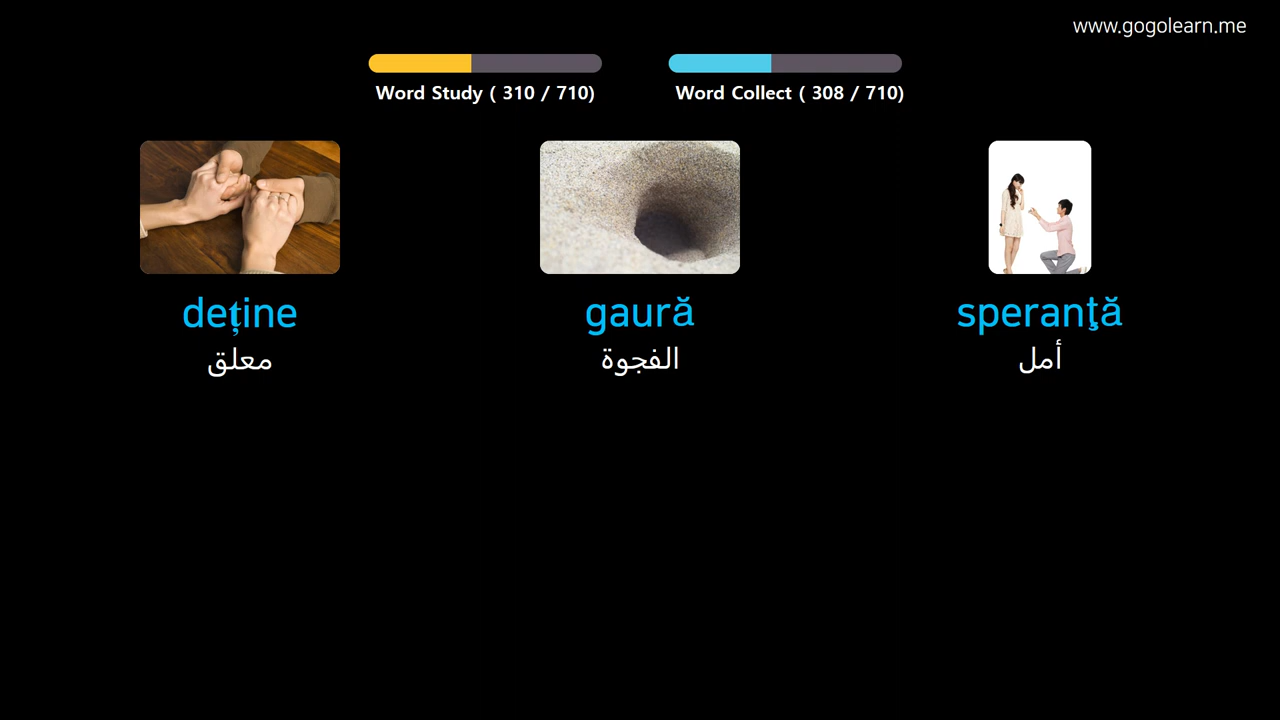 www.gogolearn.me
Word Study ( 310 / 710)
Word Collect ( 308 / 710)
deține
gaură
speranţă
معلق
الفجوة
أمل